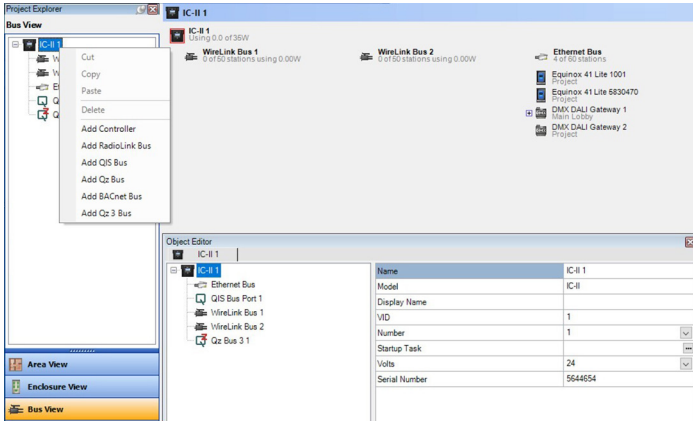 Project Explorer
Bus View
IC-II 1
W
W
Q
Q
Cut
Copy
Paste
Delete
Add Controller
Add RadioLink Bus
Add QIS Bus
Add Qz Bus
Add BACnet Bus
Add Qz 3 Bus
Area View
Enclosure View
Bus View
IC-II 1
IC-II 1
Using 0.0 of 36W
WireLink Bus 1
0 of 50 stations using 0.00W
WireLink Bus 2
0 of 50 stations using 0.00W
Ethernet Bus
4 of 60 stations
Equinox 41 Lite 1001
Project
Equinox 41 Lite 5830470
Project
DMX DALI Gateway 1
Main Lobby
DMX DALI Gateway 2
Project
Object Editor
IC-II 1
IC-II 1
Ethernet Bus
QIS Bus Port 1
WireLink Bus 1
WireLink Bus 2
Qz Bus 3 1
Name IC-II 1
Model IC-II
Display Name
VID 1
Number 1
Startup Task
Volts 24
Serial Number 5644654